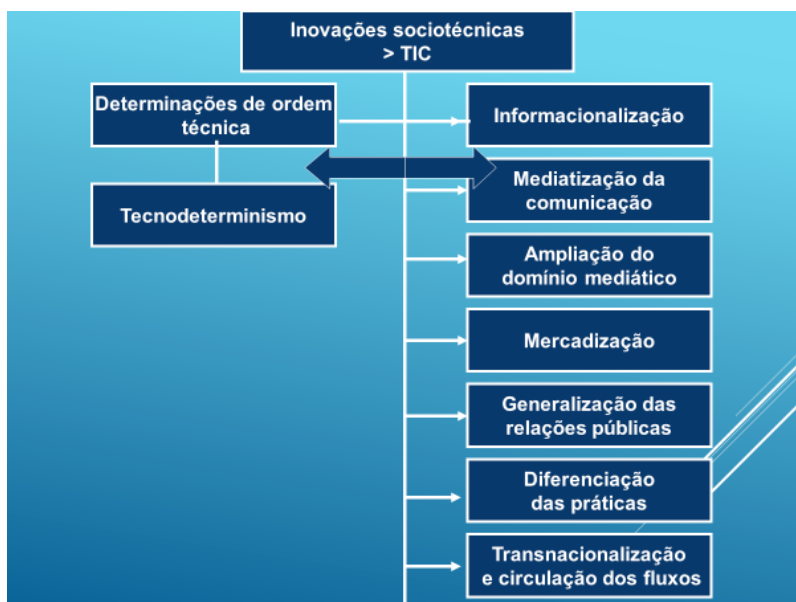 Inovações sociotécnicas
> TIC
Determinações de ordem
técnica
Informacionalização
Tecnodeterminismo
Mediatização da
comunicação
Ampliação do
domínio mediático
Mercadização
Generalização das
relações públicas
Diferenciação
das práticas
Transnacionalização
e circulação dos fluxos